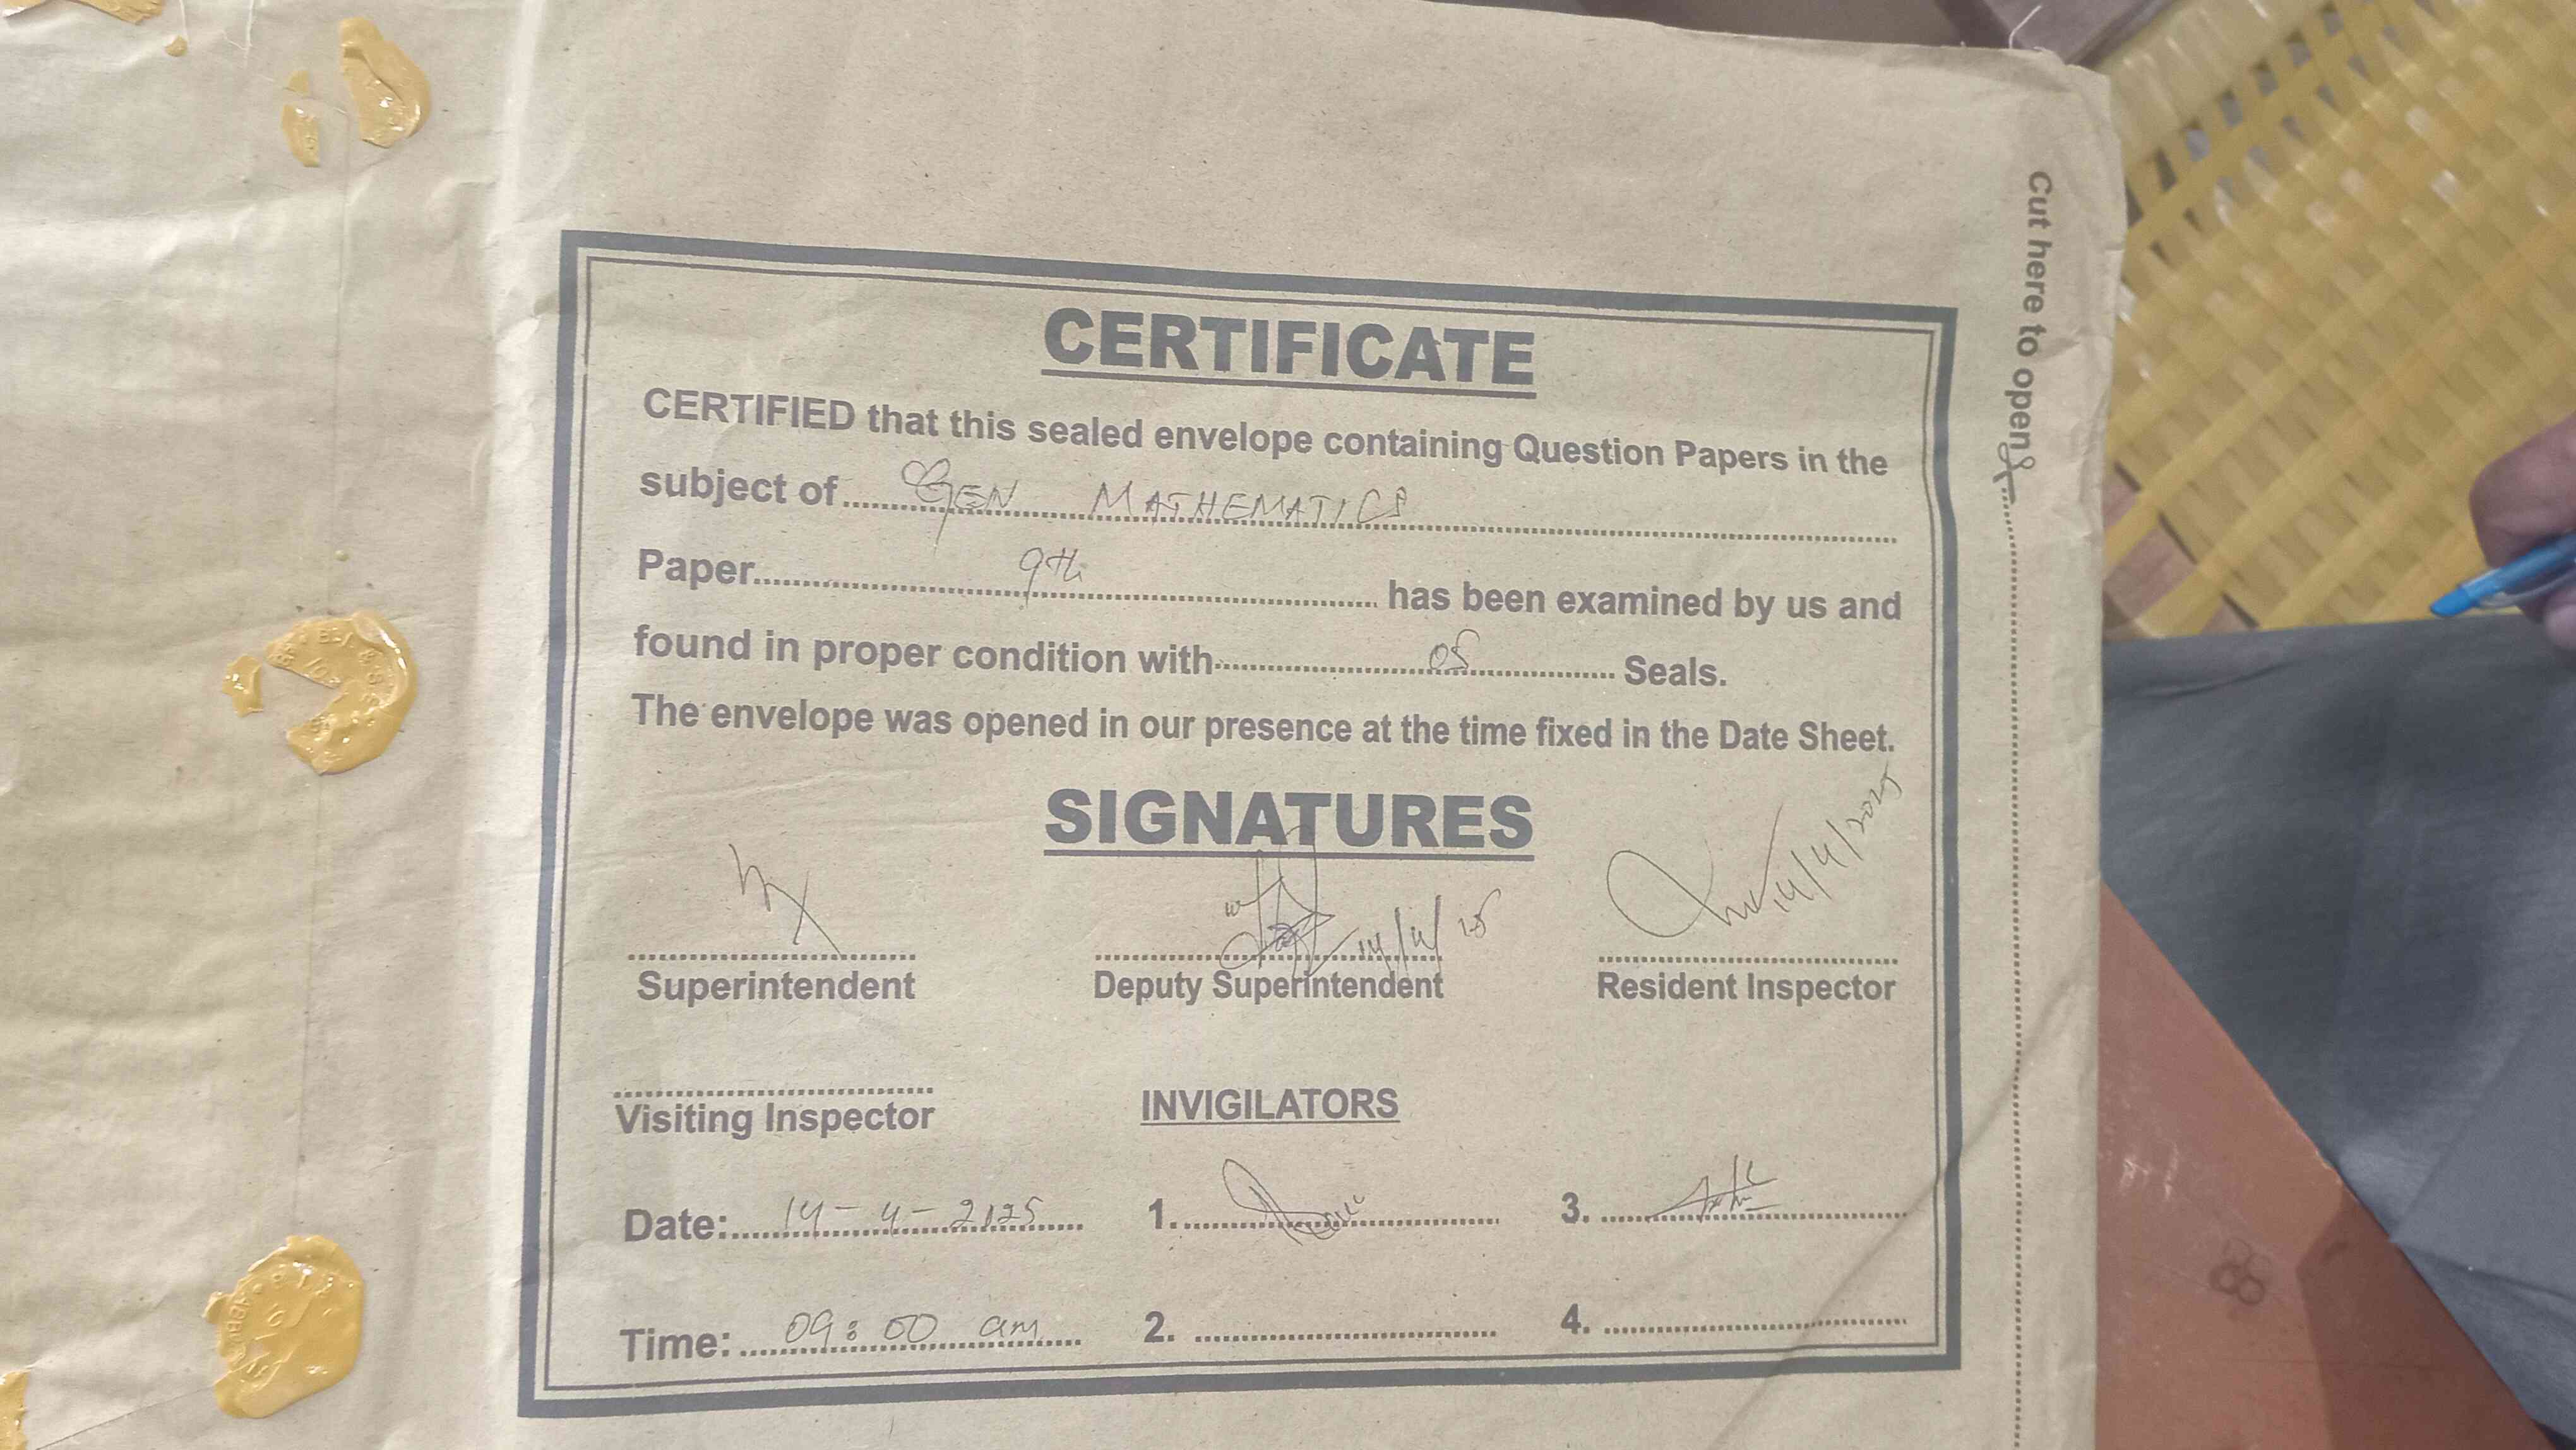 CERTIFICATE
CERTIFIED that this sealed envelope containing Question Papers in the
subject of GEN MATHEMATICS
Paper 9th has been examined by us and
found in proper condition with 05 Seals.
The envelope was opened in our presence at the time fixed in the Date Sheet.
SIGNATURES
14/4/25 14/4/2025
Superintendent Deputy Superintendent Resident Inspector
Visiting Inspector INVIGILATORS
Date: 14-4-2025 1. 3.
Time: 09:00 am 2. 4.
Cut here to open